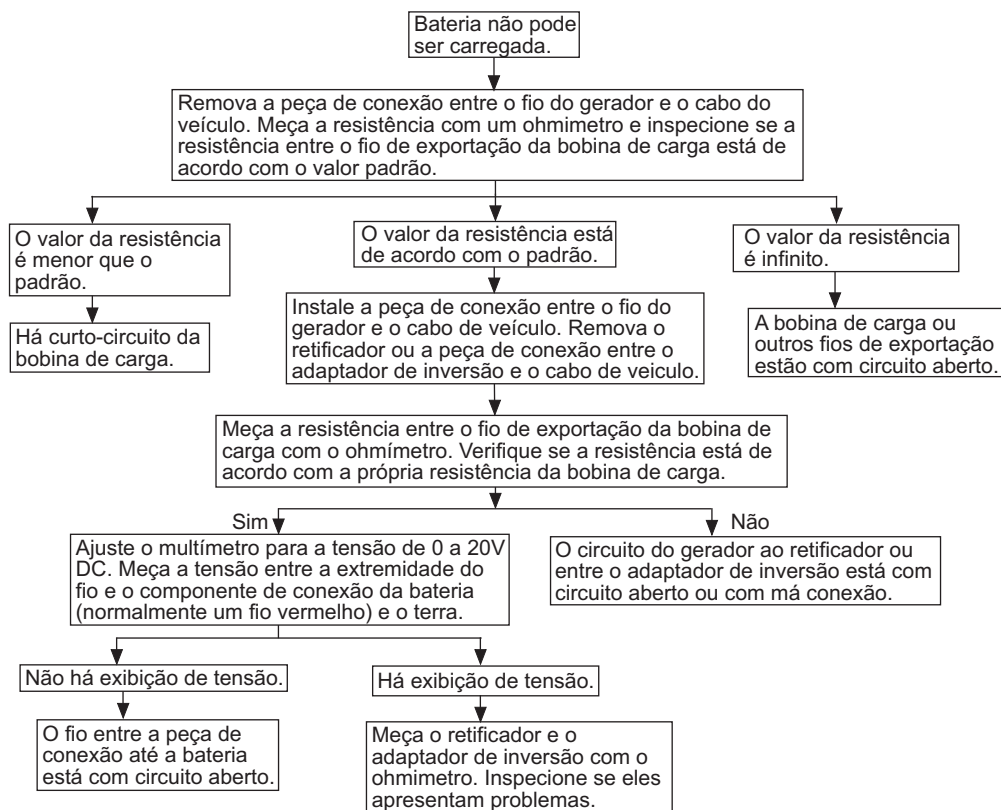 Bateria não pode
ser carregada.
Remova a peça de conexão entre o fio do gerador e o cabo do
veículo. Meça a resistência com um ohmimetro e inspecione se a
resistência entre o fio de exportação da bobina de carga está de
acordo com o valor padrão.
O valor da resistência
é menor que o
padrão.
O valor da resistência está
de acordo com o padrão.
O valor da resistência
é infinito.
Há curto-circuito da
bobina de carga.
Instale a peça de conexão entre o fio do
gerador e o cabo de veículo. Remova o
retificador ou a peça de conexão entre o
adaptador de inversão e o cabo de veiculo.
A bobina de carga ou
outros fios de exportação
estão com circuito aberto.
Meça a resistência entre o fio de exportação da bobina de
carga com o ohmímetro. Verifique se a resistência está de
acordo com a própria resistência da bobina de carga.
Sim
Não
Ajuste o multímetro para a tensão de 0 a 20V
DC. Meça a tensão entre a extremidade do
fio e o componente de conexão da bateria
(normalmente um fio vermelho) e o terra.
O circuito do gerador ao retificador ou
entre o adaptador de inversão está com
circuito aberto ou com má conexão.
Não há exibição de tensão.
Há exibição de tensão.
O fio entre a peça de
conexão até a bateria
está com circuito aberto.
Meça o retificador e o
adaptador de inversão com o
ohmimetro. Inspecione se eles
apresentam problemas.